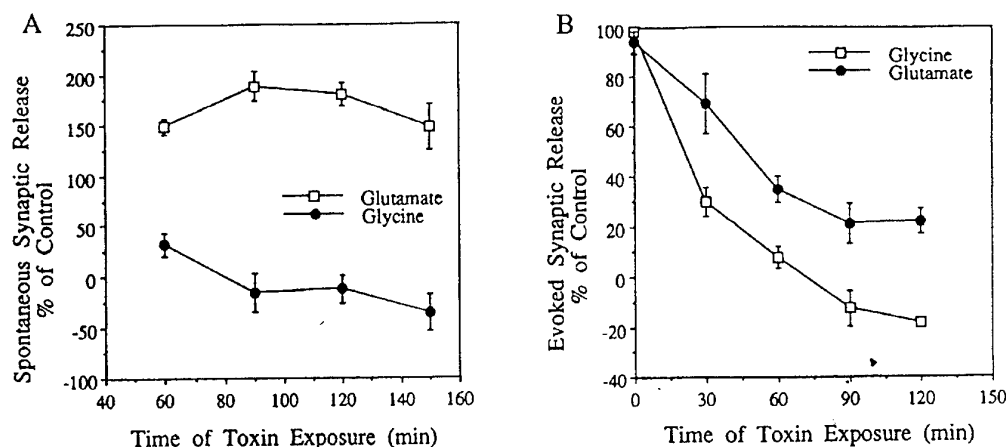 A
Spontaneous Synaptic Release
% of Control
250
200
150
100
50
0
-50
-100
40
60
80
100
120
140
160
Glutamate
Glycine
Time of Toxin Exposure (min)
B
Evoked Synaptic Release
% of Control
100
80
60
40
20
0
-20
-40
0
30
60
90
120
150
Glycine
Glutamate
Time of Toxin Exposure (min)